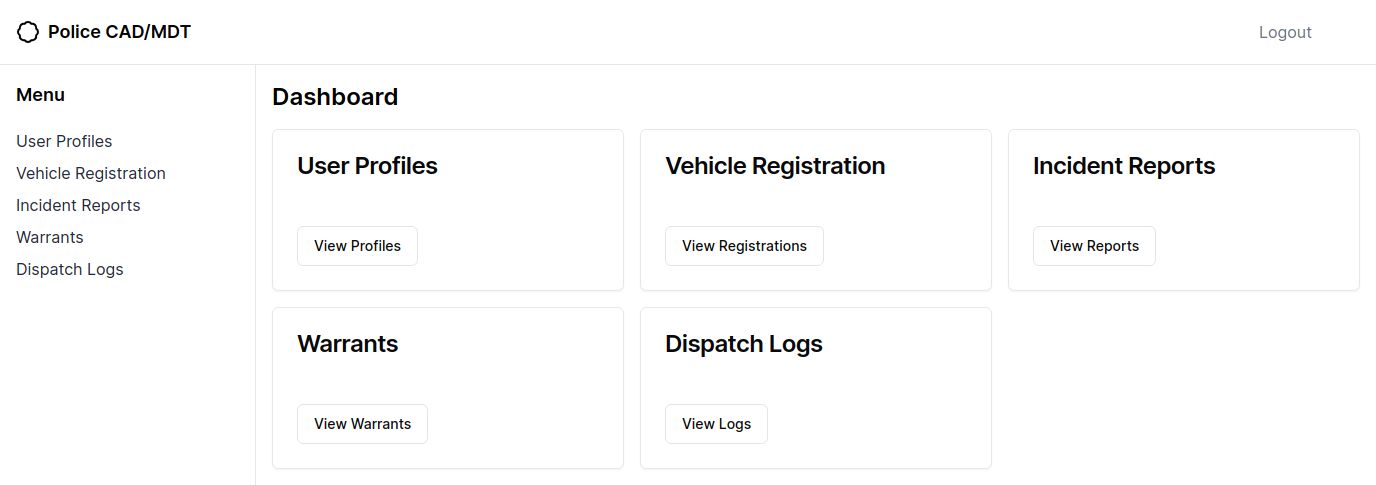 Police CAD/MDT
Logout
Menu
User Profiles
Vehicle Registration
Incident Reports
Warrants
Dispatch Logs
Dashboard
User Profiles
View Profiles
Vehicle Registration
View Registrations
Incident Reports
View Reports
Warrants
View Warrants
Dispatch Logs
View Logs